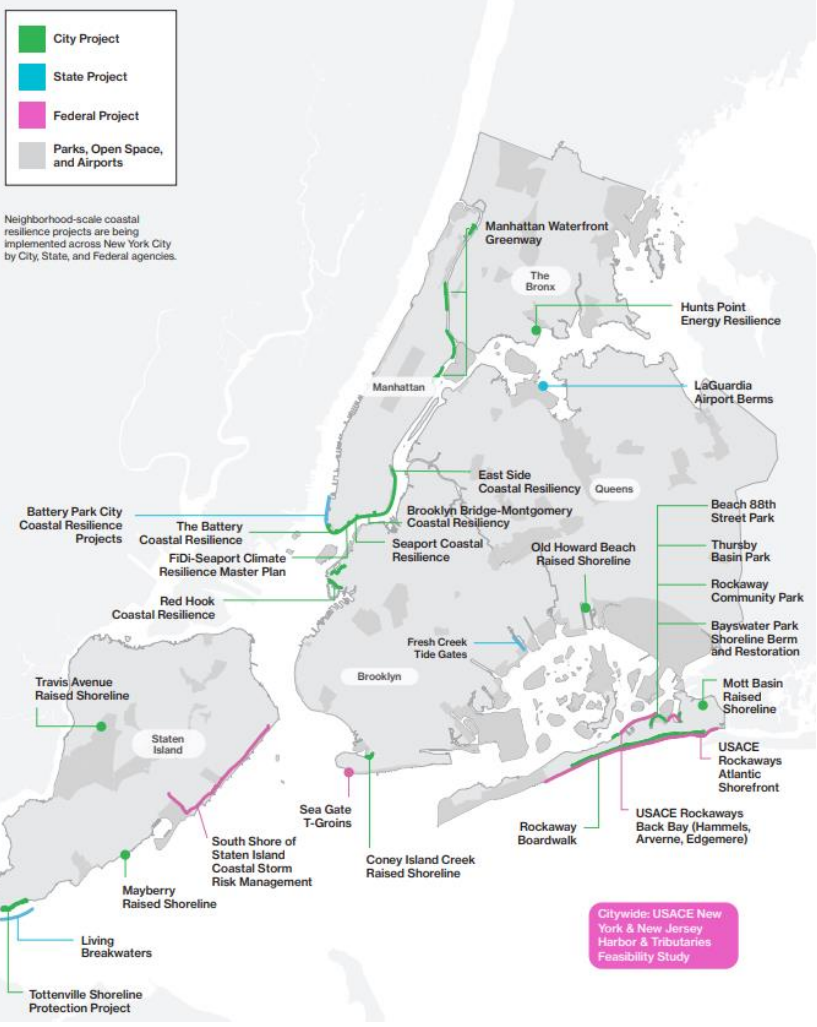 City Project
State Project
Federal Project
Parks, Open Space,
and Airports
Neighborhood-scale coastal
resilience projects are being
implemented across New York City
by City, State, and Federal agencies.
Manhattan Waterfront
Greenway
The
Bronx
Hunts Point
Energy Resilience
Manhattan
LaGuardia
Airport Berms
East Side
Coastal Resiliency
Queens
Battery Park City
Coastal Resilience
Projects
The Battery
Coastal Resilience
Brooklyn Bridge-Montgomery
Coastal Resiliency
Beach 88th
Street Park
FiDi-Seaport Climate
Resilience Master Plan
Seaport Coastal
Resilience
Old Howard Beach
Raised Shoreline
Thursby
Basin Park
Red Hook
Coastal Resilience
Rockaway
Community Park
Bayswater Park
Shoreline Berm
and Restoration
Fresh Creek
Tide Gates
Travis Avenue
Raised Shoreline
Brooklyn
Mott Basin
Raised
Shoreline
Staten
Island
USACE
Rockaways
Atlantic
Shorefront
Sea Gate
T-Groins
USACE Rockaways
Back Bay (Hammels,
Arverne, Edgemere)
Rockaway
Boardwalk
South Shore of
Staten Island
Coastal Storm
Risk Management
Coney Island Creek
Raised Shoreline
Mayberry
Raised Shoreline
Citywide: USACE New
York & New Jersey
Harbor & Tributaries
Feasibility Study
Living
Breakwaters
Tottenville Shoreline
Protection Project